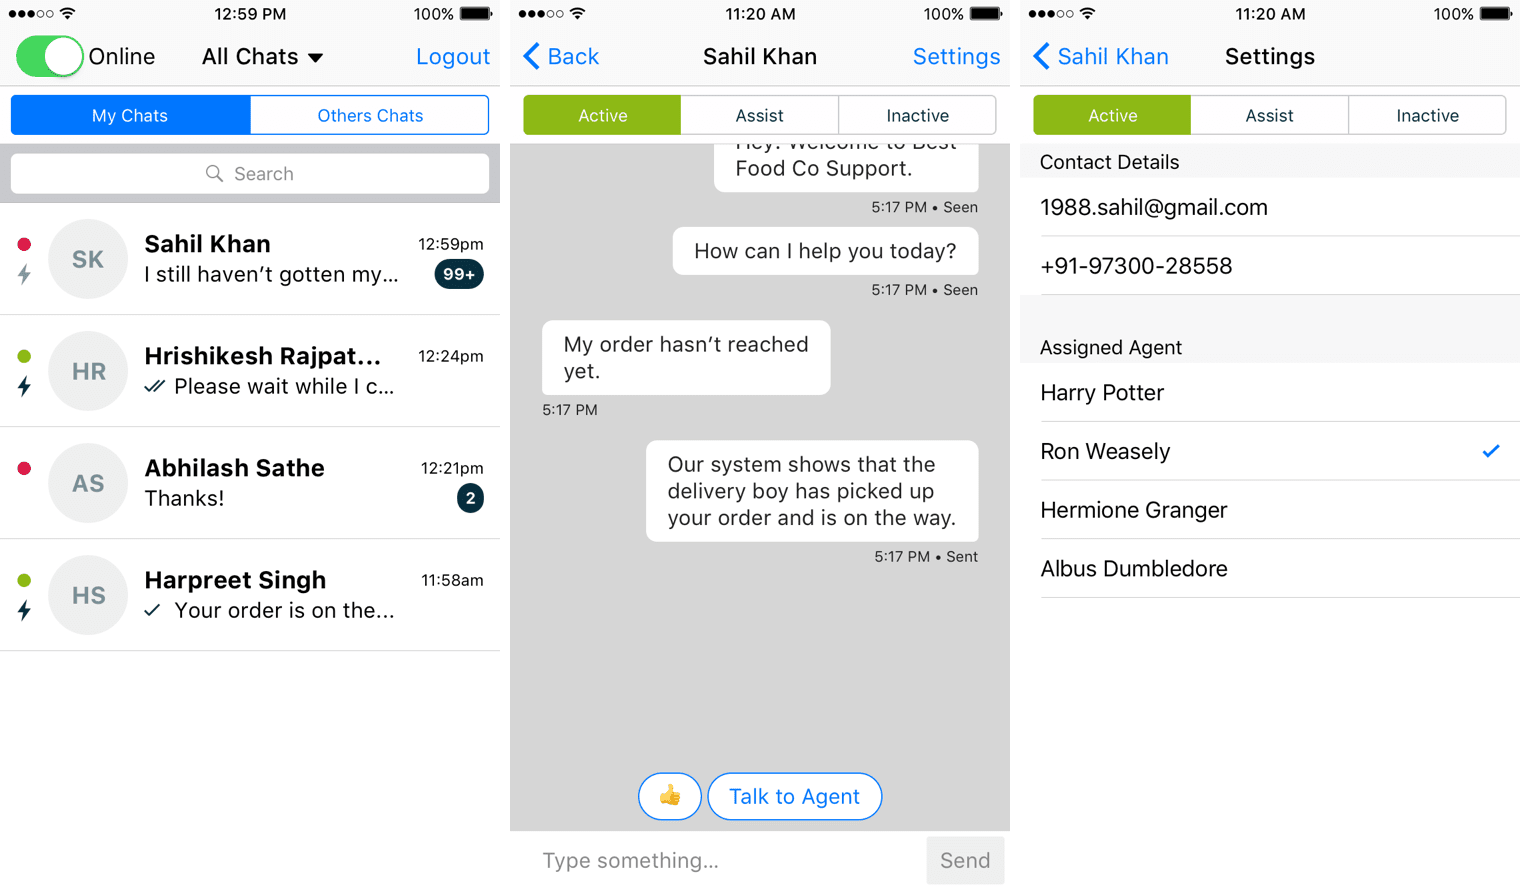 12:59 PM
100%
Online
All Chats
Logout
My Chats
Others Chats
Search
SK
Sahil Khan
12:59pm
I still haven’t gotten my...
99+
HR
Hrishikesh Rajpat...
12:24pm
Please wait while I c...
AS
Abhilash Sathe
12:21pm
Thanks!
2
HS
Harpreet Singh
11:58am
Your order is on the...
11:20 AM
100%
Back
Sahil Khan
Settings
Active
Assist
Inactive
Hey! Welcome to Best
Food Co Support.
5:17 PM • Seen
How can I help you today?
5:17 PM • Seen
My order hasn’t reached
yet.
5:17 PM
Our system shows that the
delivery boy has picked up
your order and is on the way.
5:17 PM • Sent
Talk to Agent
Type something...
Send
11:20 AM
100%
Sahil Khan
Settings
Active
Assist
Inactive
Contact Details
1988.sahil@gmail.com
+91-97300-28558
Assigned Agent
Harry Potter
Ron Weasely
Hermione Granger
Albus Dumbledore